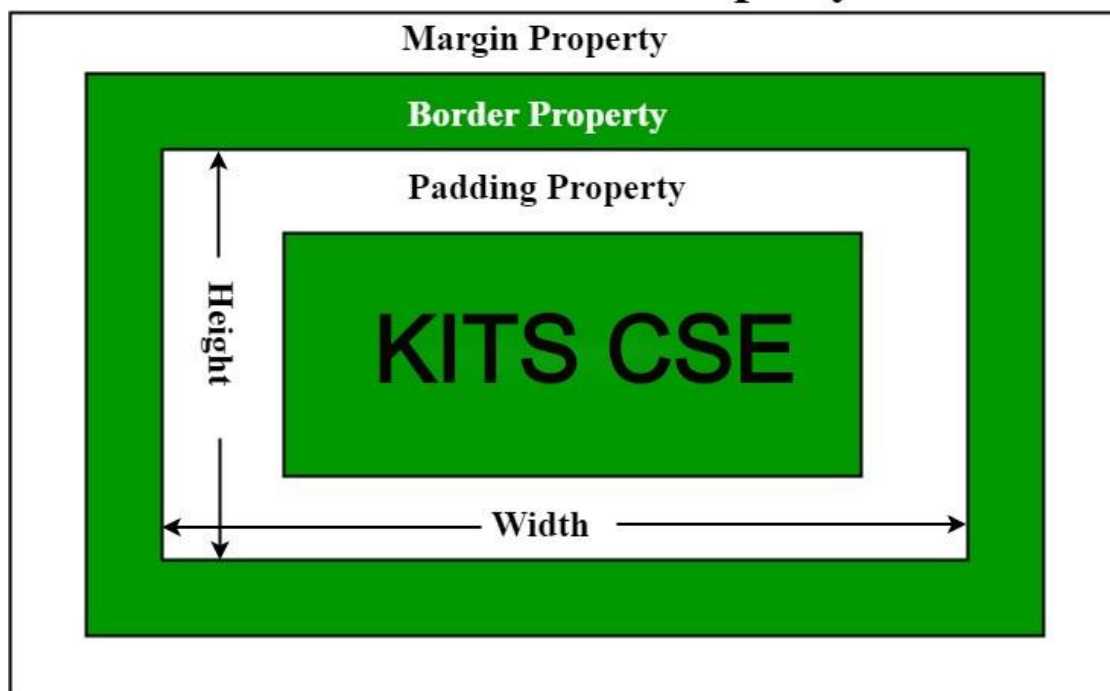 Margin Property
Border Property
Padding Property
Height
KITS CSE
Width